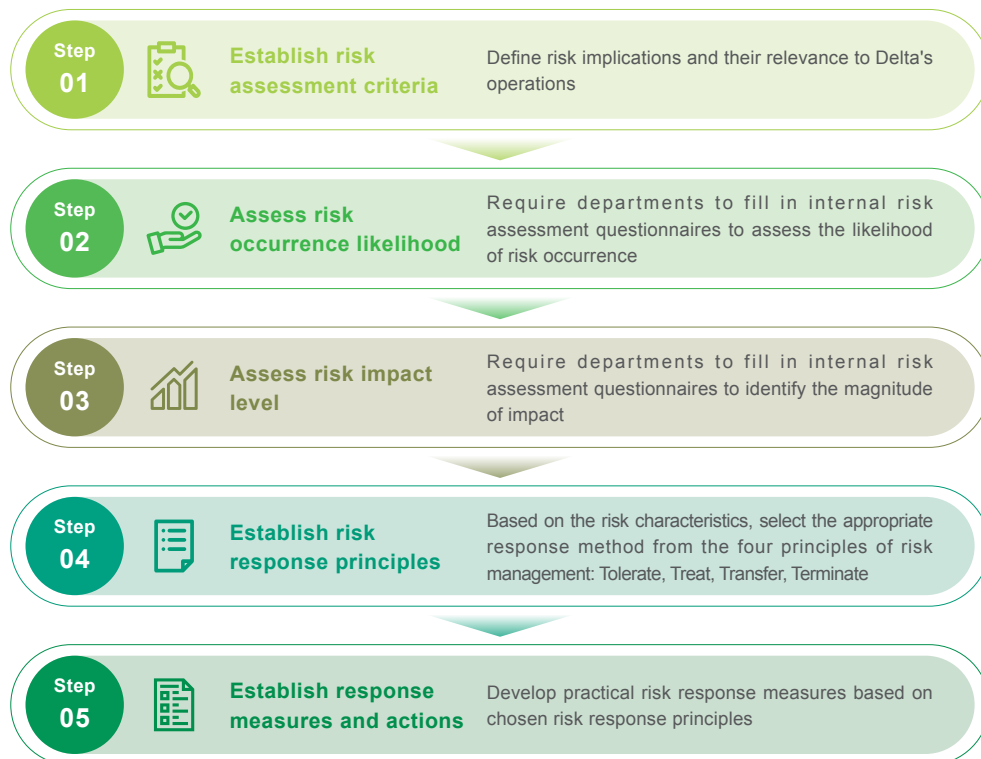 Step
01
Establish risk
assessment criteria
Define risk implications and their relevance to Delta's
operations
Step
02
Assess risk
occurrence likelihood
Require departments to fill in internal risk
assessment questionnaires to assess the likelihood
of risk occurrence
Step
03
Assess risk impact
level
Require departments to fill in internal risk
assessment questionnaires to identify the magnitude
of impact
Step
04
Establish risk
response principles
Based on the risk characteristics, select the appropriate
response method from the four principles of risk
management: Tolerate, Treat, Transfer, Terminate
Step
05
Establish response
measures and actions
Develop practical risk response measures based on
chosen risk response principles